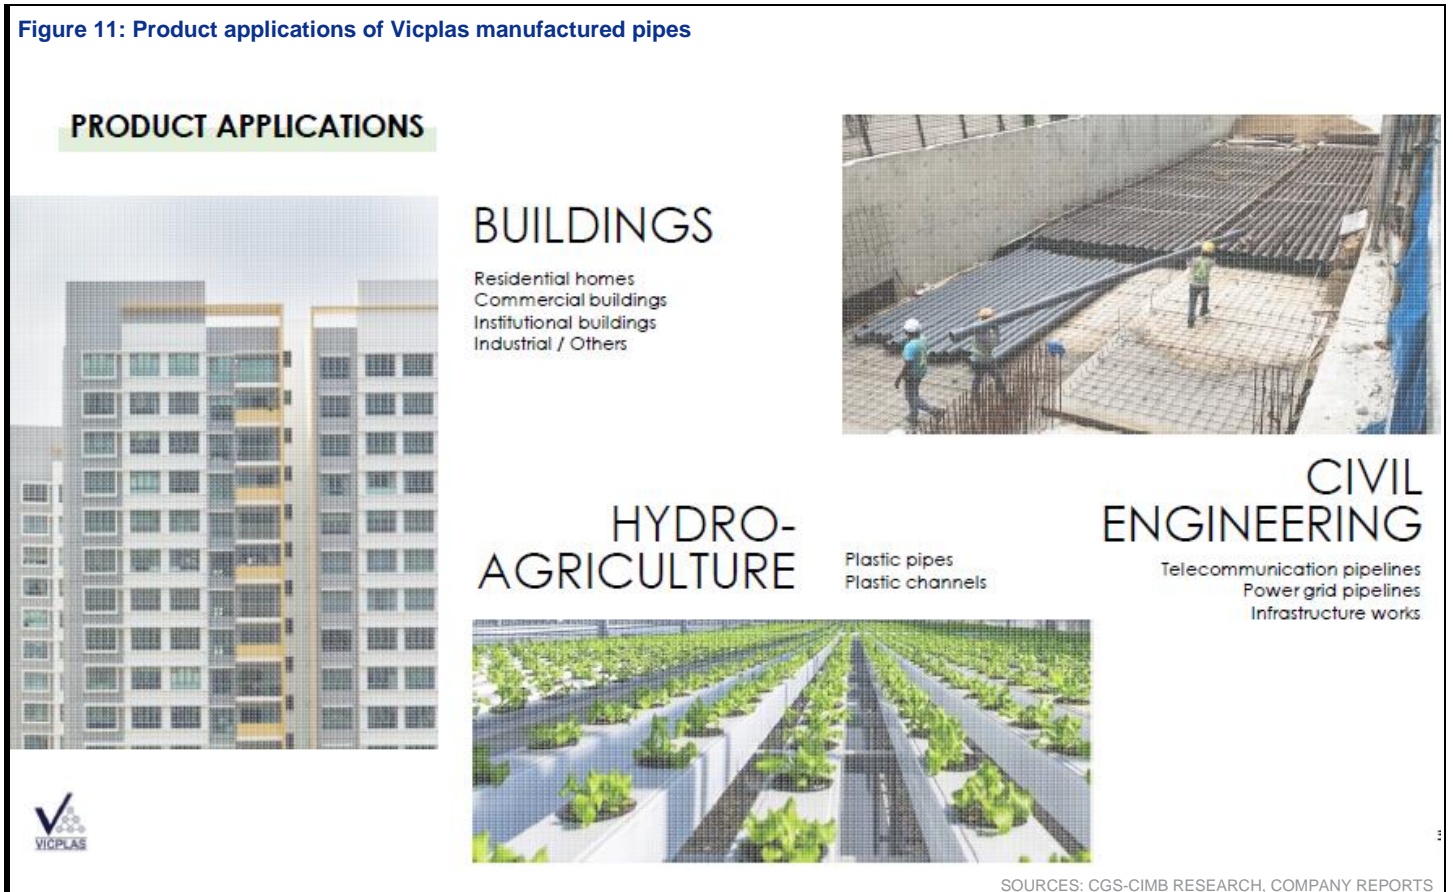 Figure 11: Product applications of Vicplas manufactured pipes
PRODUCT APPLICATIONS
BUILDINGS
Residential homes
Commercial buildings
Institutional buildings
Industrial / Others
HYDRO-
AGRICULTURE
Plastic pipes
Plastic channels
CIVIL
ENGINEERING
Telecommunication pipelines
Power grid pipelines
Infrastructure works
VICPLAS
SOURCES: CGS-CIMB RESEARCH, COMPANY REPORTS